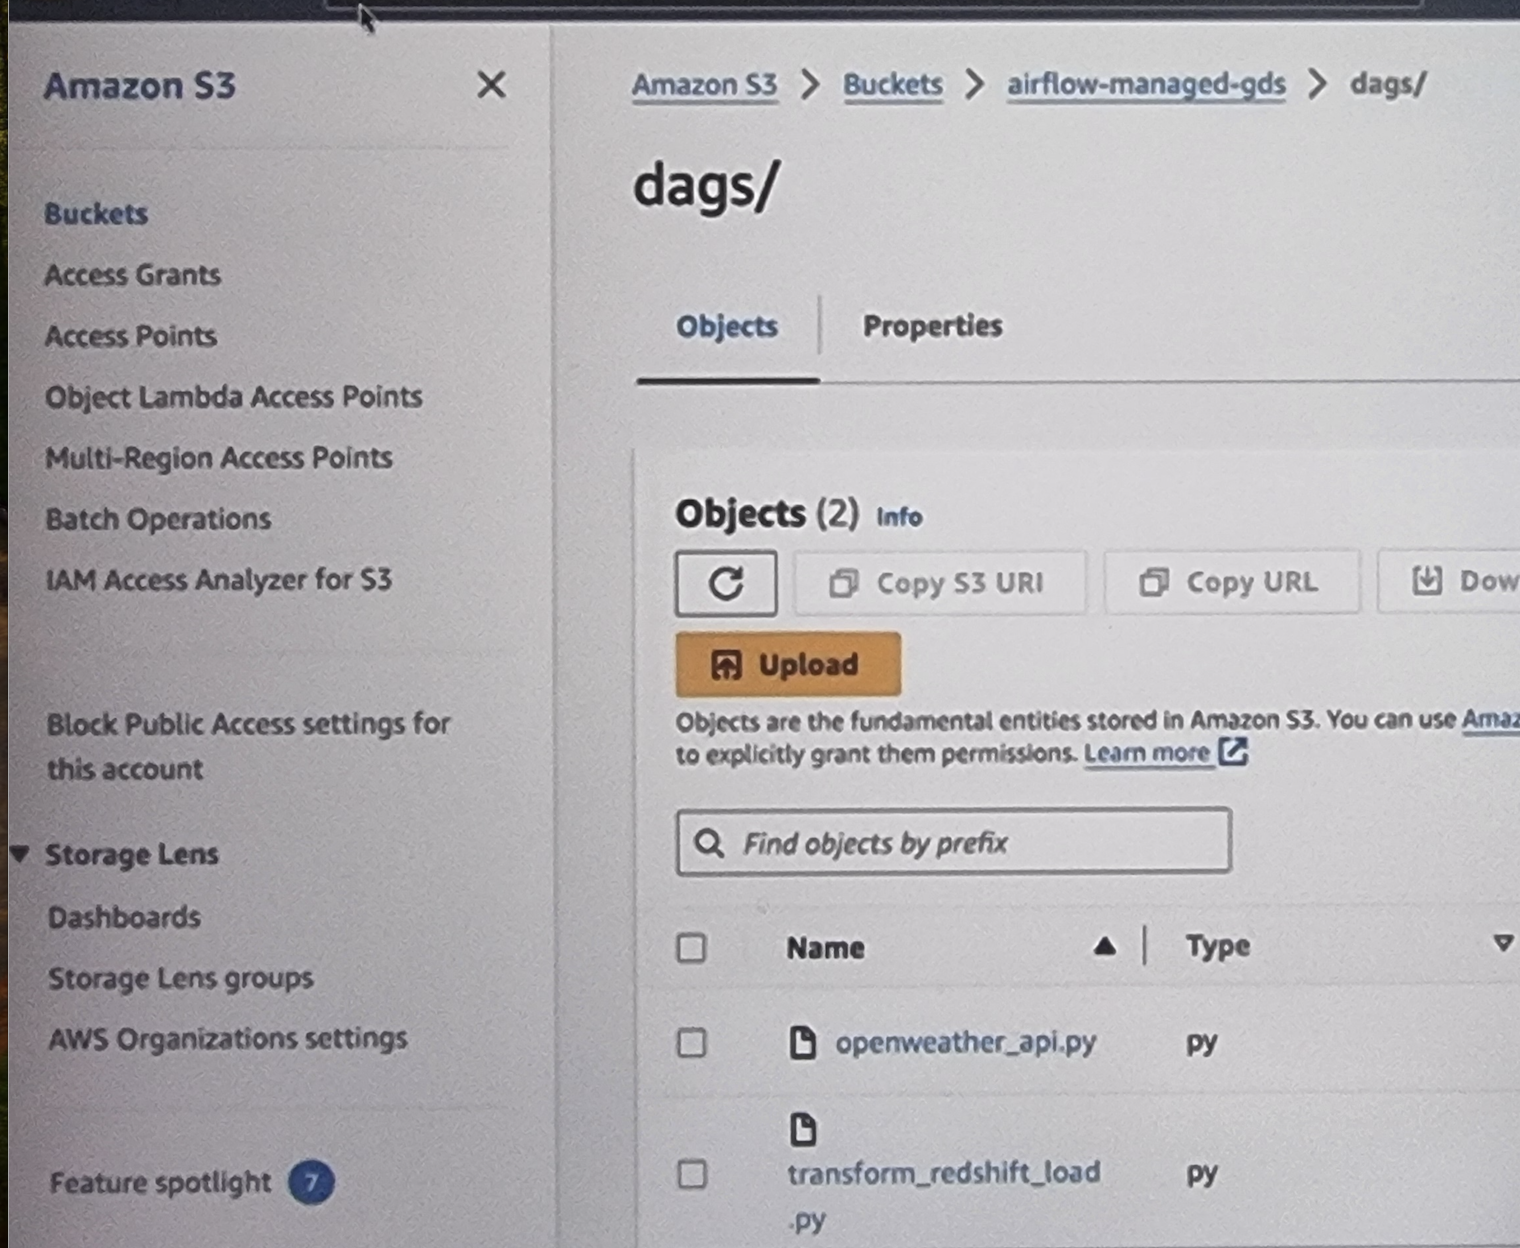 Amazon S3
Buckets
Access Grants
Access Points
Object Lambda Access Points
Multi-Region Access Points
Batch Operations
IAM Access Analyzer for S3
Block Public Access settings for
this account
Storage Lens
Dashboards
Storage Lens groups
AWS Organizations settings
Feature spotlight 7
Amazon S3 > Buckets > airflow-managed-gds > dags/
dags/
Objects Properties
Objects (2) Info
Copy S3 URI Copy URL Dow
Upload
Objects are the fundamental entities stored in Amazon S3. You can use Amaz
to explicitly grant them permissions. Learn more
Find objects by prefix
Name Type
openweather_api.py py
transform_redshift_load py
.py